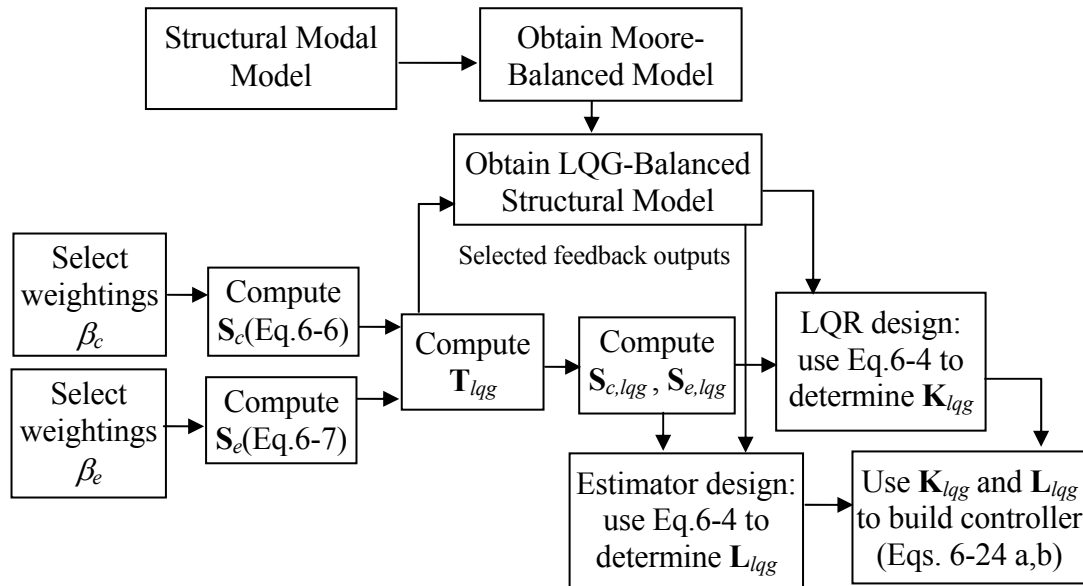 Structural Modal
Model
Obtain Moore-
Balanced Model
Obtain LQG-Balanced
Structural Model
Selected feedback outputs
Select
weightings
βc
Compute
Sc(Eq.6-6)
Select
weightings
βe
Compute
Se(Eq.6-7)
Compute
Tlqg
Compute
Sc,lqg , Se,lqg
LQR design:
use Eq.6-4 to
determine Klqg
Estimator design:
use Eq.6-4 to
determine Llqg
Use Klqg and Llqg
to build controller
(Eqs. 6-24 a,b)